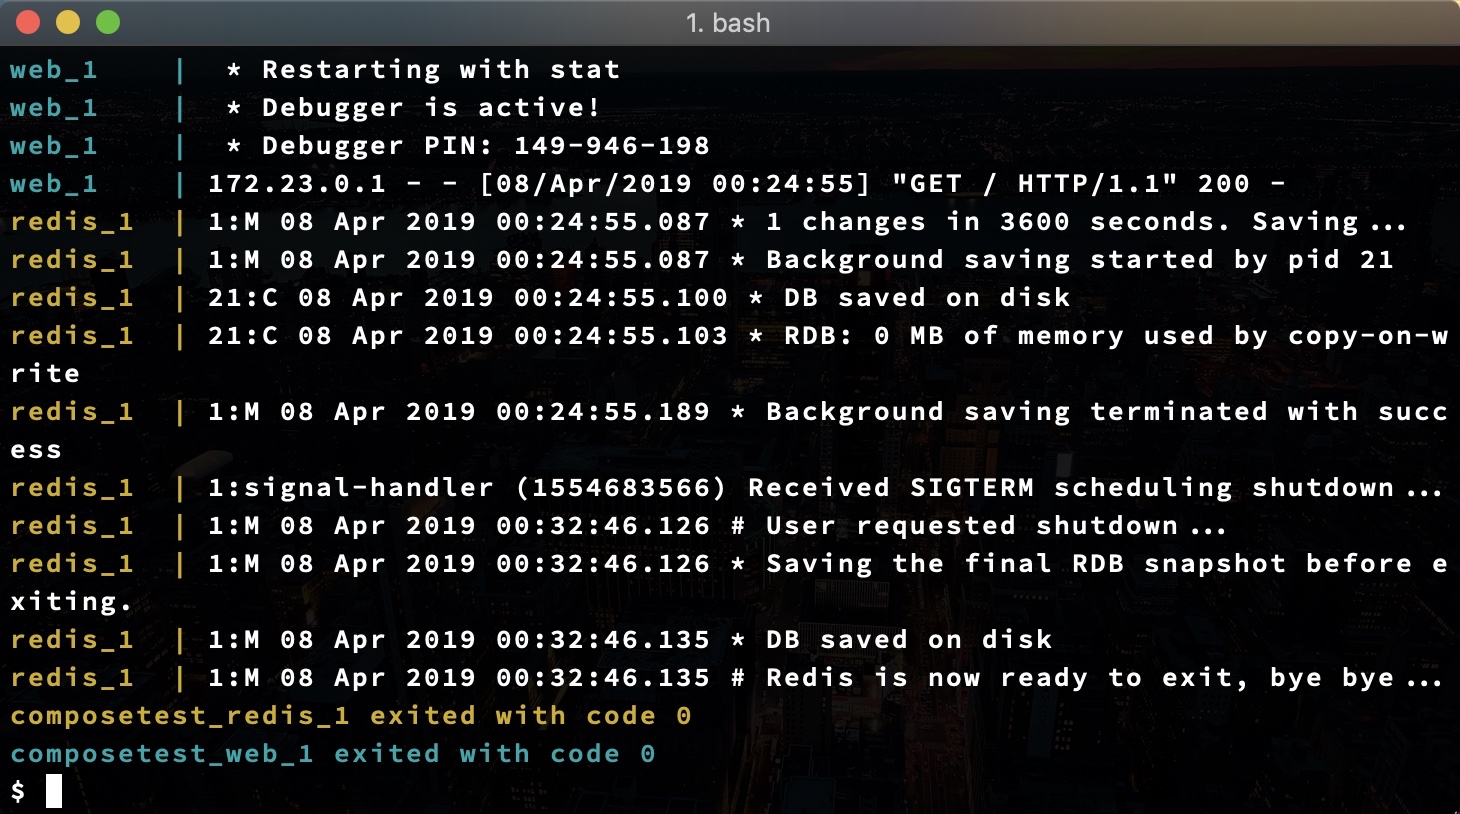 1. bash
web_1     |  * Restarting with stat
web_1     |  * Debugger is active!
web_1     |  * Debugger PIN: 149-946-198
web_1     | 172.23.0.1 - - [08/Apr/2019 00:24:55] "GET / HTTP/1.1" 200 -
redis_1  | 1:M 08 Apr 2019 00:24:55.087 * 1 changes in 3600 seconds. Saving...
redis_1  | 1:M 08 Apr 2019 00:24:55.087 * Background saving started by pid 21
redis_1  | 21:C 08 Apr 2019 00:24:55.100 * DB saved on disk
redis_1  | 21:C 08 Apr 2019 00:24:55.103 * RDB: 0 MB of memory used by copy-on-w
rite
redis_1  | 1:M 08 Apr 2019 00:24:55.189 * Background saving terminated with succ
ess
redis_1  | 1:signal-handler (1554683566) Received SIGTERM scheduling shutdown...
redis_1  | 1:M 08 Apr 2019 00:32:46.126 # User requested shutdown...
redis_1  | 1:M 08 Apr 2019 00:32:46.126 * Saving the final RDB snapshot before e
xiting.
redis_1  | 1:M 08 Apr 2019 00:32:46.135 * DB saved on disk
redis_1  | 1:M 08 Apr 2019 00:32:46.135 # Redis is now ready to exit, bye bye...
composetest_redis_1 exited with code 0
composetest_web_1 exited with code 0
$